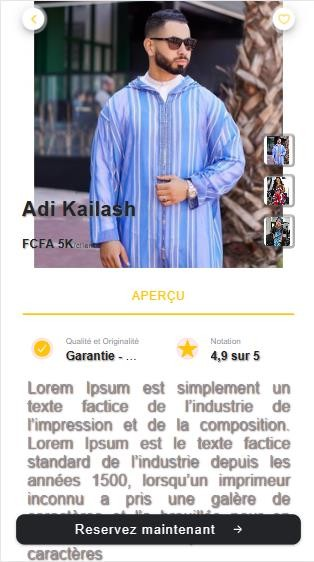 Adi Kailash
FCFA 5K
APERÇU
Qualité et Originalité
Notation
Garantie - ...
4,9 sur 5
Lorem Ipsum est simplement un
texte factice de l'industrie de
l'impression et de la composition.
Lorem Ipsum est le texte factice
standard de l'industrie depuis les
années 1500, lorsqu'un imprimeur
inconnu a pris une galère de
Reservez maintenant →
caractères